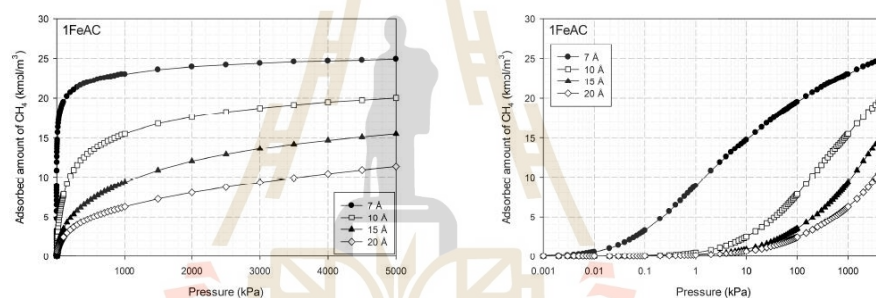 1FeAC
Adsorbed amount of CH₄ (kmol/m³)
30
25
20
15
10
5
0
7 Å
10 Å
15 Å
20 Å
1000 2000 3000 4000 5000
Pressure (kPa)
1FeAC
Adsorbed amount of CH₄ (kmol/m³)
30
25
20
15
10
5
0
7 Å
10 Å
15 Å
20 Å
0.001 0.01 0.1 1 10 100 1000
Pressure (kPa)